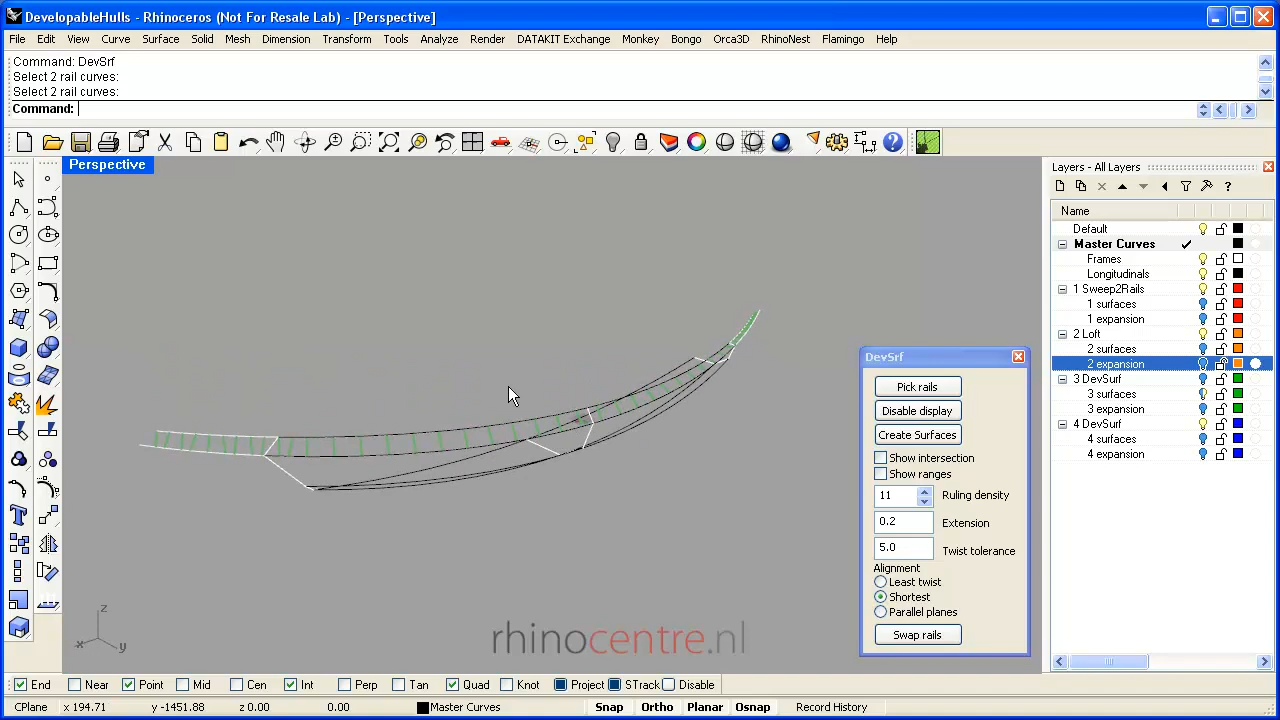 DevelopableHulls - Rhinoceros (Not For Resale Lab) - [Perspective]
File Edit View Curve Surface Solid Mesh Dimension Transform Tools Analyze Render DATAKIT Exchange Monkey Bongo Orca3D RhinoNest Flamingo Help
Command: DevSrf
Select 2 rail curves:
Select 2 rail curves:
Command:
Perspective
Layers - All Layers
Name
Default
Master Curves
Frames
Longitudinals
1 Sweep2Rails
1 surfaces
1 expansion
2 Loft
2 surfaces
2 expansion
3 DevSurf
3 surfaces
3 expansion
4 DevSurf
4 surfaces
4 expansion
DevSrf
Pick rails
Disable display
Create Surfaces
Show intersection
Show ranges
11 Ruling density
0.2 Extension
5.0 Twist tolerance
Alignment
Least twist
Shortest
Parallel planes
Swap rails
z
x y
rhinocentre.nl
End Near Point Mid Cen Int Perp Tan Quad Knot Project STrack Disable
CPlane x 194.71 y -1451.88 z 0.00 0.00 Master Curves Snap Ortho Planar Osnap Record History